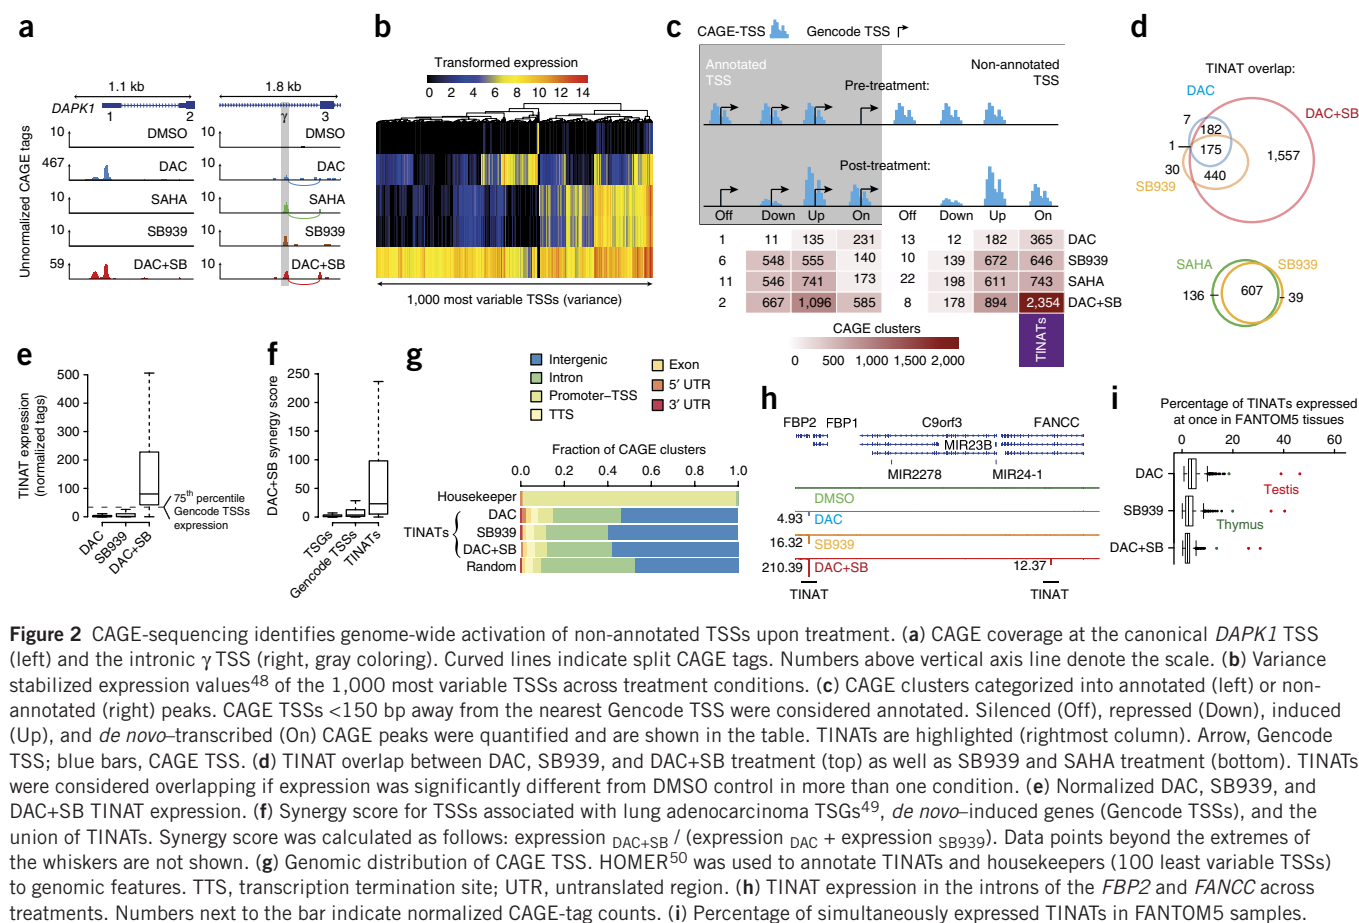 a
1.1 kb
1.8 kb
DAPK1
1
2
γ
3
Unnormalized CAGE tags
10
DMSO
10
DMSO
467
DAC
10
DAC
10
SAHA
10
SAHA
10
SB939
10
SB939
59
DAC+SB
10
DAC+SB
b
Transformed expression
0 2 4 6 8 10 12 14
1,000 most variable TSSs (variance)
c
CAGE-TSS
Gencode TSS
Annotated
TSS
Non-annotated
TSS
Pre-treatment:
Post-treatment:
Off Down Up On Off Down Up On
1 11 135 231 13 12 182 365 DAC
6 548 555 140 10 139 672 646 SB939
11 546 741 173 22 198 611 743 SAHA
2 667 1,096 585 8 178 894 2,354 DAC+SB
CAGE clusters
0 500 1,000 1,500 2,000
TINATs
d
TINAT overlap:
DAC
DAC+SB
7
182
1
175
1,557
30
440
SB939
SAHA
SB939
136
607
39
e
TINAT expression
(normalized tags)
500
400
300
200
100
0
75th percentile
Gencode TSSs
expression
DAC
SB939
DAC+SB
f
DAC+SB synergy score
250
200
150
100
50
0
TSGs
Gencode TSSs
TINATs
g
Intergenic
Intron
Promoter–TSS
TTS
Exon
5′ UTR
3′ UTR
Fraction of CAGE clusters
0.0 0.2 0.4 0.6 0.8 1.0
Housekeeper
TINATs
DAC
SB939
DAC+SB
Random
h
FBP2
FBP1
C9orf3
FANCC
MIR23B
MIR2278
MIR24-1
DMSO
4.93
DAC
16.32
SB939
210.39
DAC+SB
12.37
TINAT
TINAT
i
Percentage of TINATs expressed
at once in FANTOM5 tissues
0 20 40 60
DAC
Testis
SB939
Thymus
DAC+SB
Figure 2 CAGE-sequencing identifies genome-wide activation of non-annotated TSSs upon treatment. (a) CAGE coverage at the canonical DAPK1 TSS
(left) and the intronic γ TSS (right, gray coloring). Curved lines indicate split CAGE tags. Numbers above vertical axis line denote the scale. (b) Variance
stabilized expression values48 of the 1,000 most variable TSSs across treatment conditions. (c) CAGE clusters categorized into annotated (left) or non-
annotated (right) peaks. CAGE TSSs <150 bp away from the nearest Gencode TSS were considered annotated. Silenced (Off), repressed (Down), induced
(Up), and de novo–transcribed (On) CAGE peaks were quantified and are shown in the table. TINATs are highlighted (rightmost column). Arrow, Gencode
TSS; blue bars, CAGE TSS. (d) TINAT overlap between DAC, SB939, and DAC+SB treatment (top) as well as SB939 and SAHA treatment (bottom). TINATs
were considered overlapping if expression was significantly different from DMSO control in more than one condition. (e) Normalized DAC, SB939, and
DAC+SB TINAT expression. (f) Synergy score for TSSs associated with lung adenocarcinoma TSGs49, de novo–induced genes (Gencode TSSs), and the
union of TINATs. Synergy score was calculated as follows: expression DAC+SB / (expression DAC + expression SB939). Data points beyond the extremes of
the whiskers are not shown. (g) Genomic distribution of CAGE TSS. HOMER50 was used to annotate TINATs and housekeepers (100 least variable TSSs)
to genomic features. TTS, transcription termination site; UTR, untranslated region. (h) TINAT expression in the introns of the FBP2 and FANCC across
treatments. Numbers next to the bar indicate normalized CAGE-tag counts. (i) Percentage of simultaneously expressed TINATs in FANTOM5 samples.